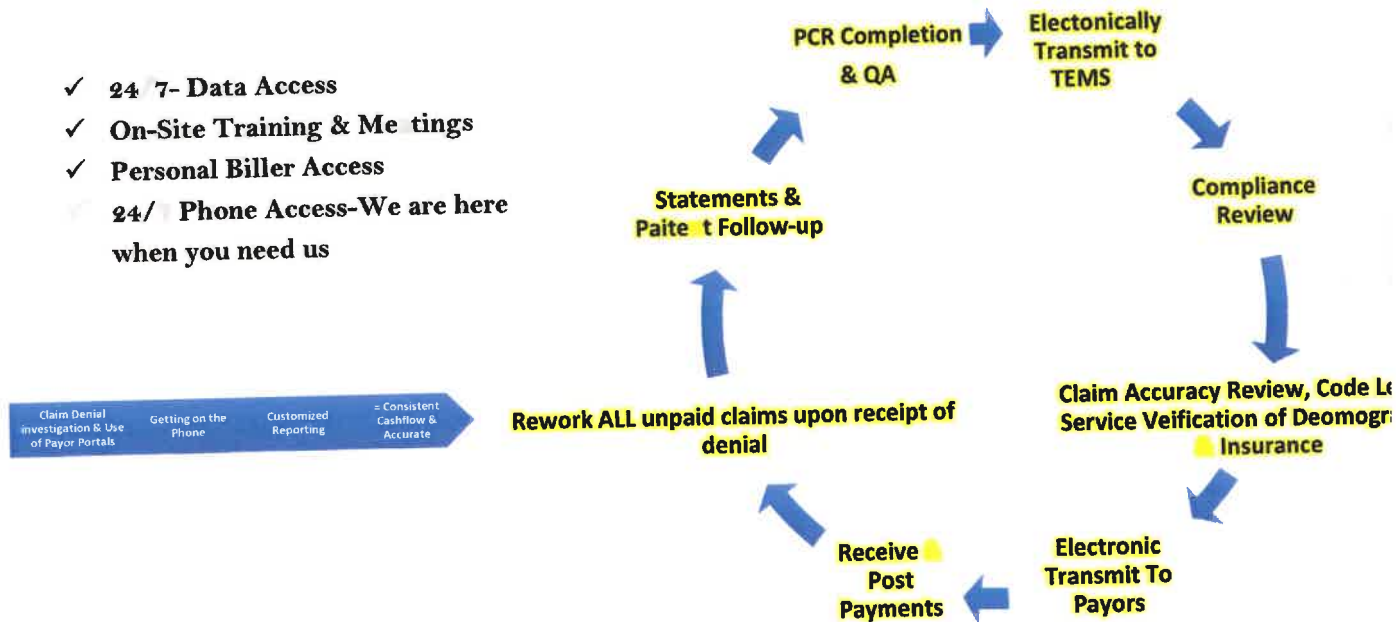 ✓ 24 7- Data Access
✓ On-Site Training & Me tings
✓ Personal Biller Access
24/ Phone Access-We are here
when you need us
PCR Completion
& QA
Electonically
Transmit to
TEMS
Compliance
Review
Claim Accuracy Review, Code Le
Service Veification of Deomogra
Insurance
Electronic
Transmit To
Payors
Receive
Post
Payments
Rework ALL unpaid claims upon receipt of
denial
Statements &
Paite t Follow-up
Claim Denial
investigation & Use
of Payor Portals
Getting on the
Phone
Customized
Reporting
= Consistent
Cashflow &
Accurate